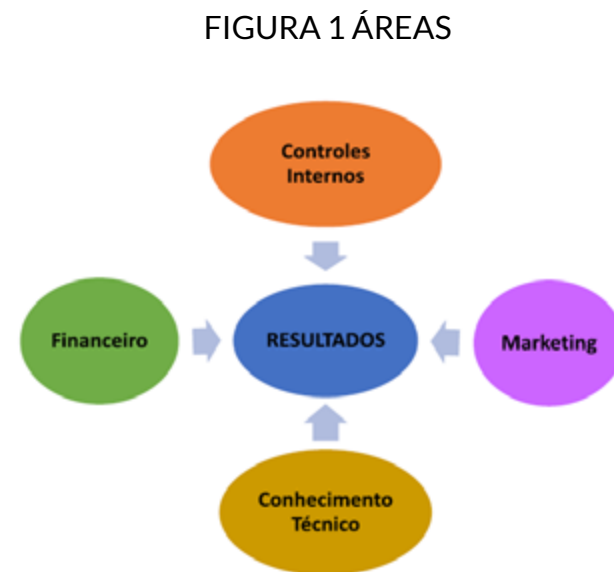 FIGURA 1 ÁREAS
Controles
Internos
Financeiro
RESULTADOS
Marketing
Conhecimento
Técnico